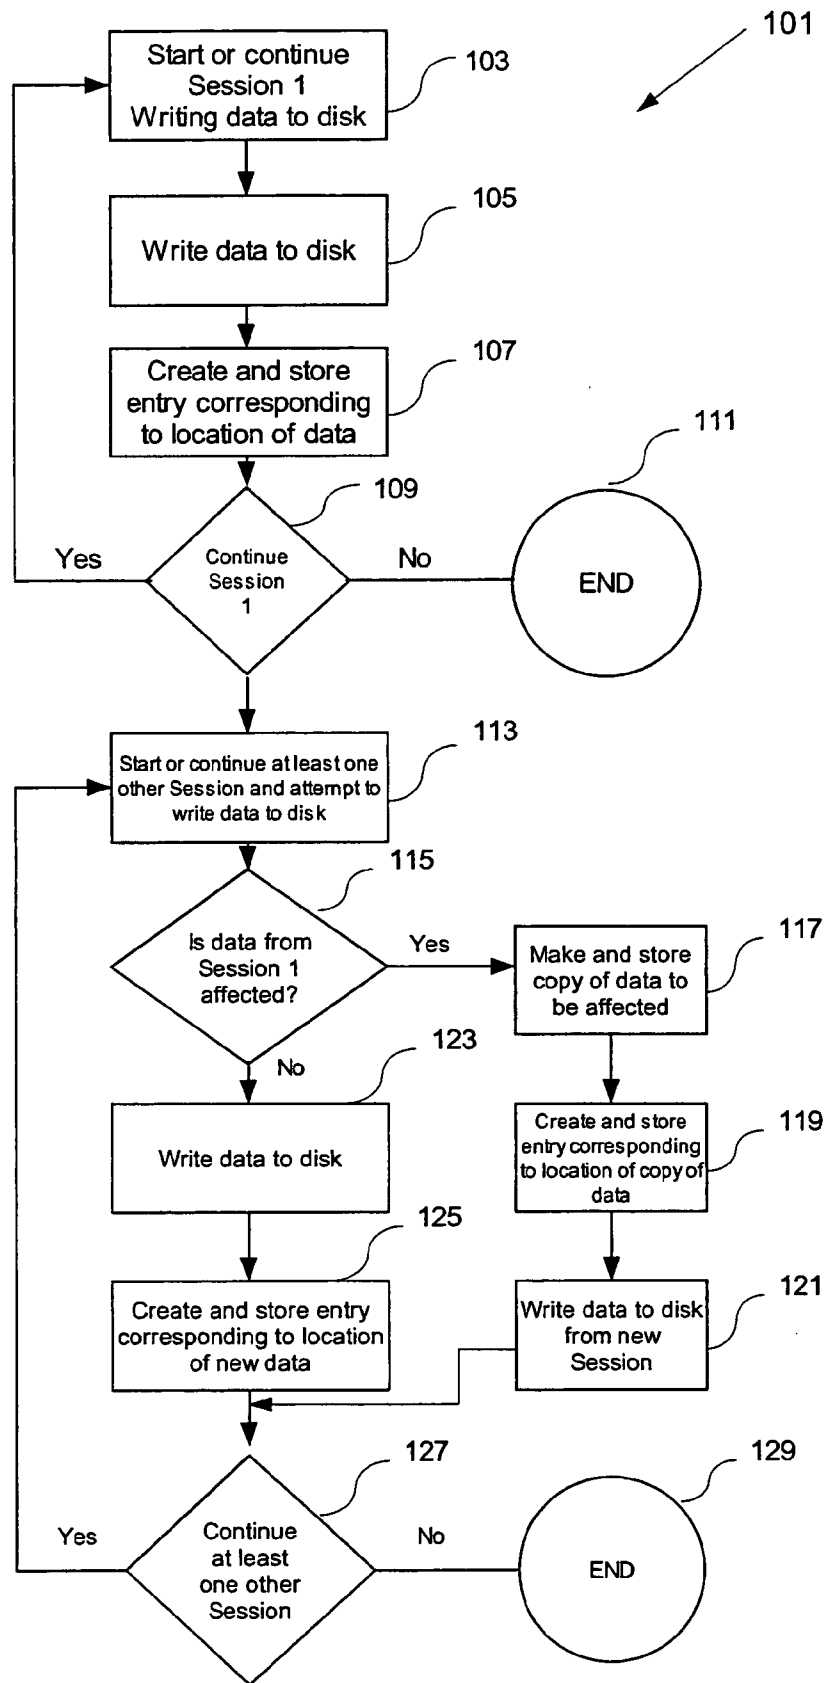 101
Start or continue
Session 1
Writing data to disk
103
105
Write data to disk
107
Create and store
entry corresponding
to location of data
111
109
Yes
Continue
Session
1
No
END
113
Start or continue at least one
other Session and attempt to
write data to disk
115
Is data from
Session 1
affected?
Yes
117
Make and store
copy of data to
be affected
No
123
Write data to disk
119
Create and store
entry corresponding
to location of copy of
data
125
Create and store entry
corresponding to location
of new data
121
Write data to disk
from new
Session
127
129
Yes
Continue
at least
one other
Session
No
END